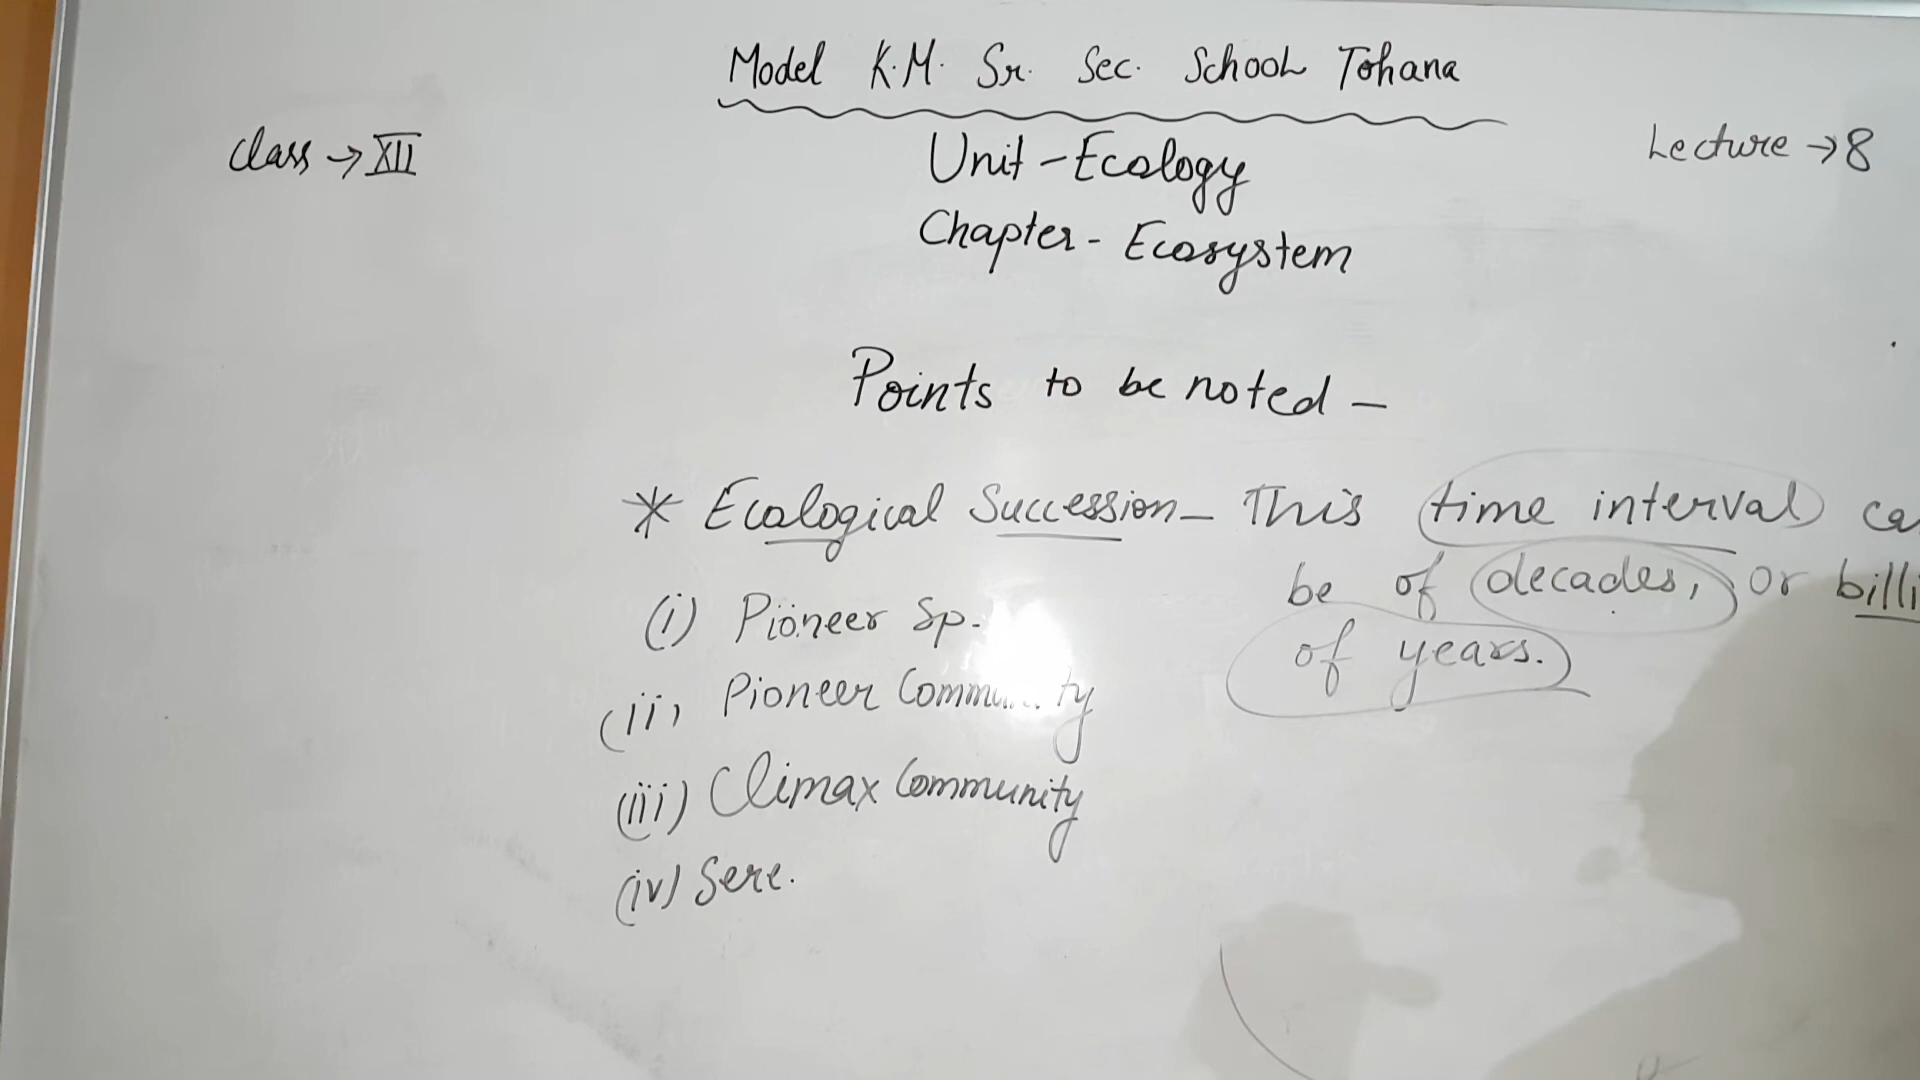 Model K.M. Sr. Sec. School Tohana
Class → XII
Unit - Ecology
Lecture → 8
Chapter - Ecosystem
Points to be noted -
* Ecological Succession - This time interval
be of decades, or
of years.
(i) Pioneer Sp.
(ii) Pioneer
(iii) Climax Community
(iv) Sere.